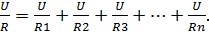 U/R = U/R1 + U/R2 + U/R3 + ⋯ + U/Rn.